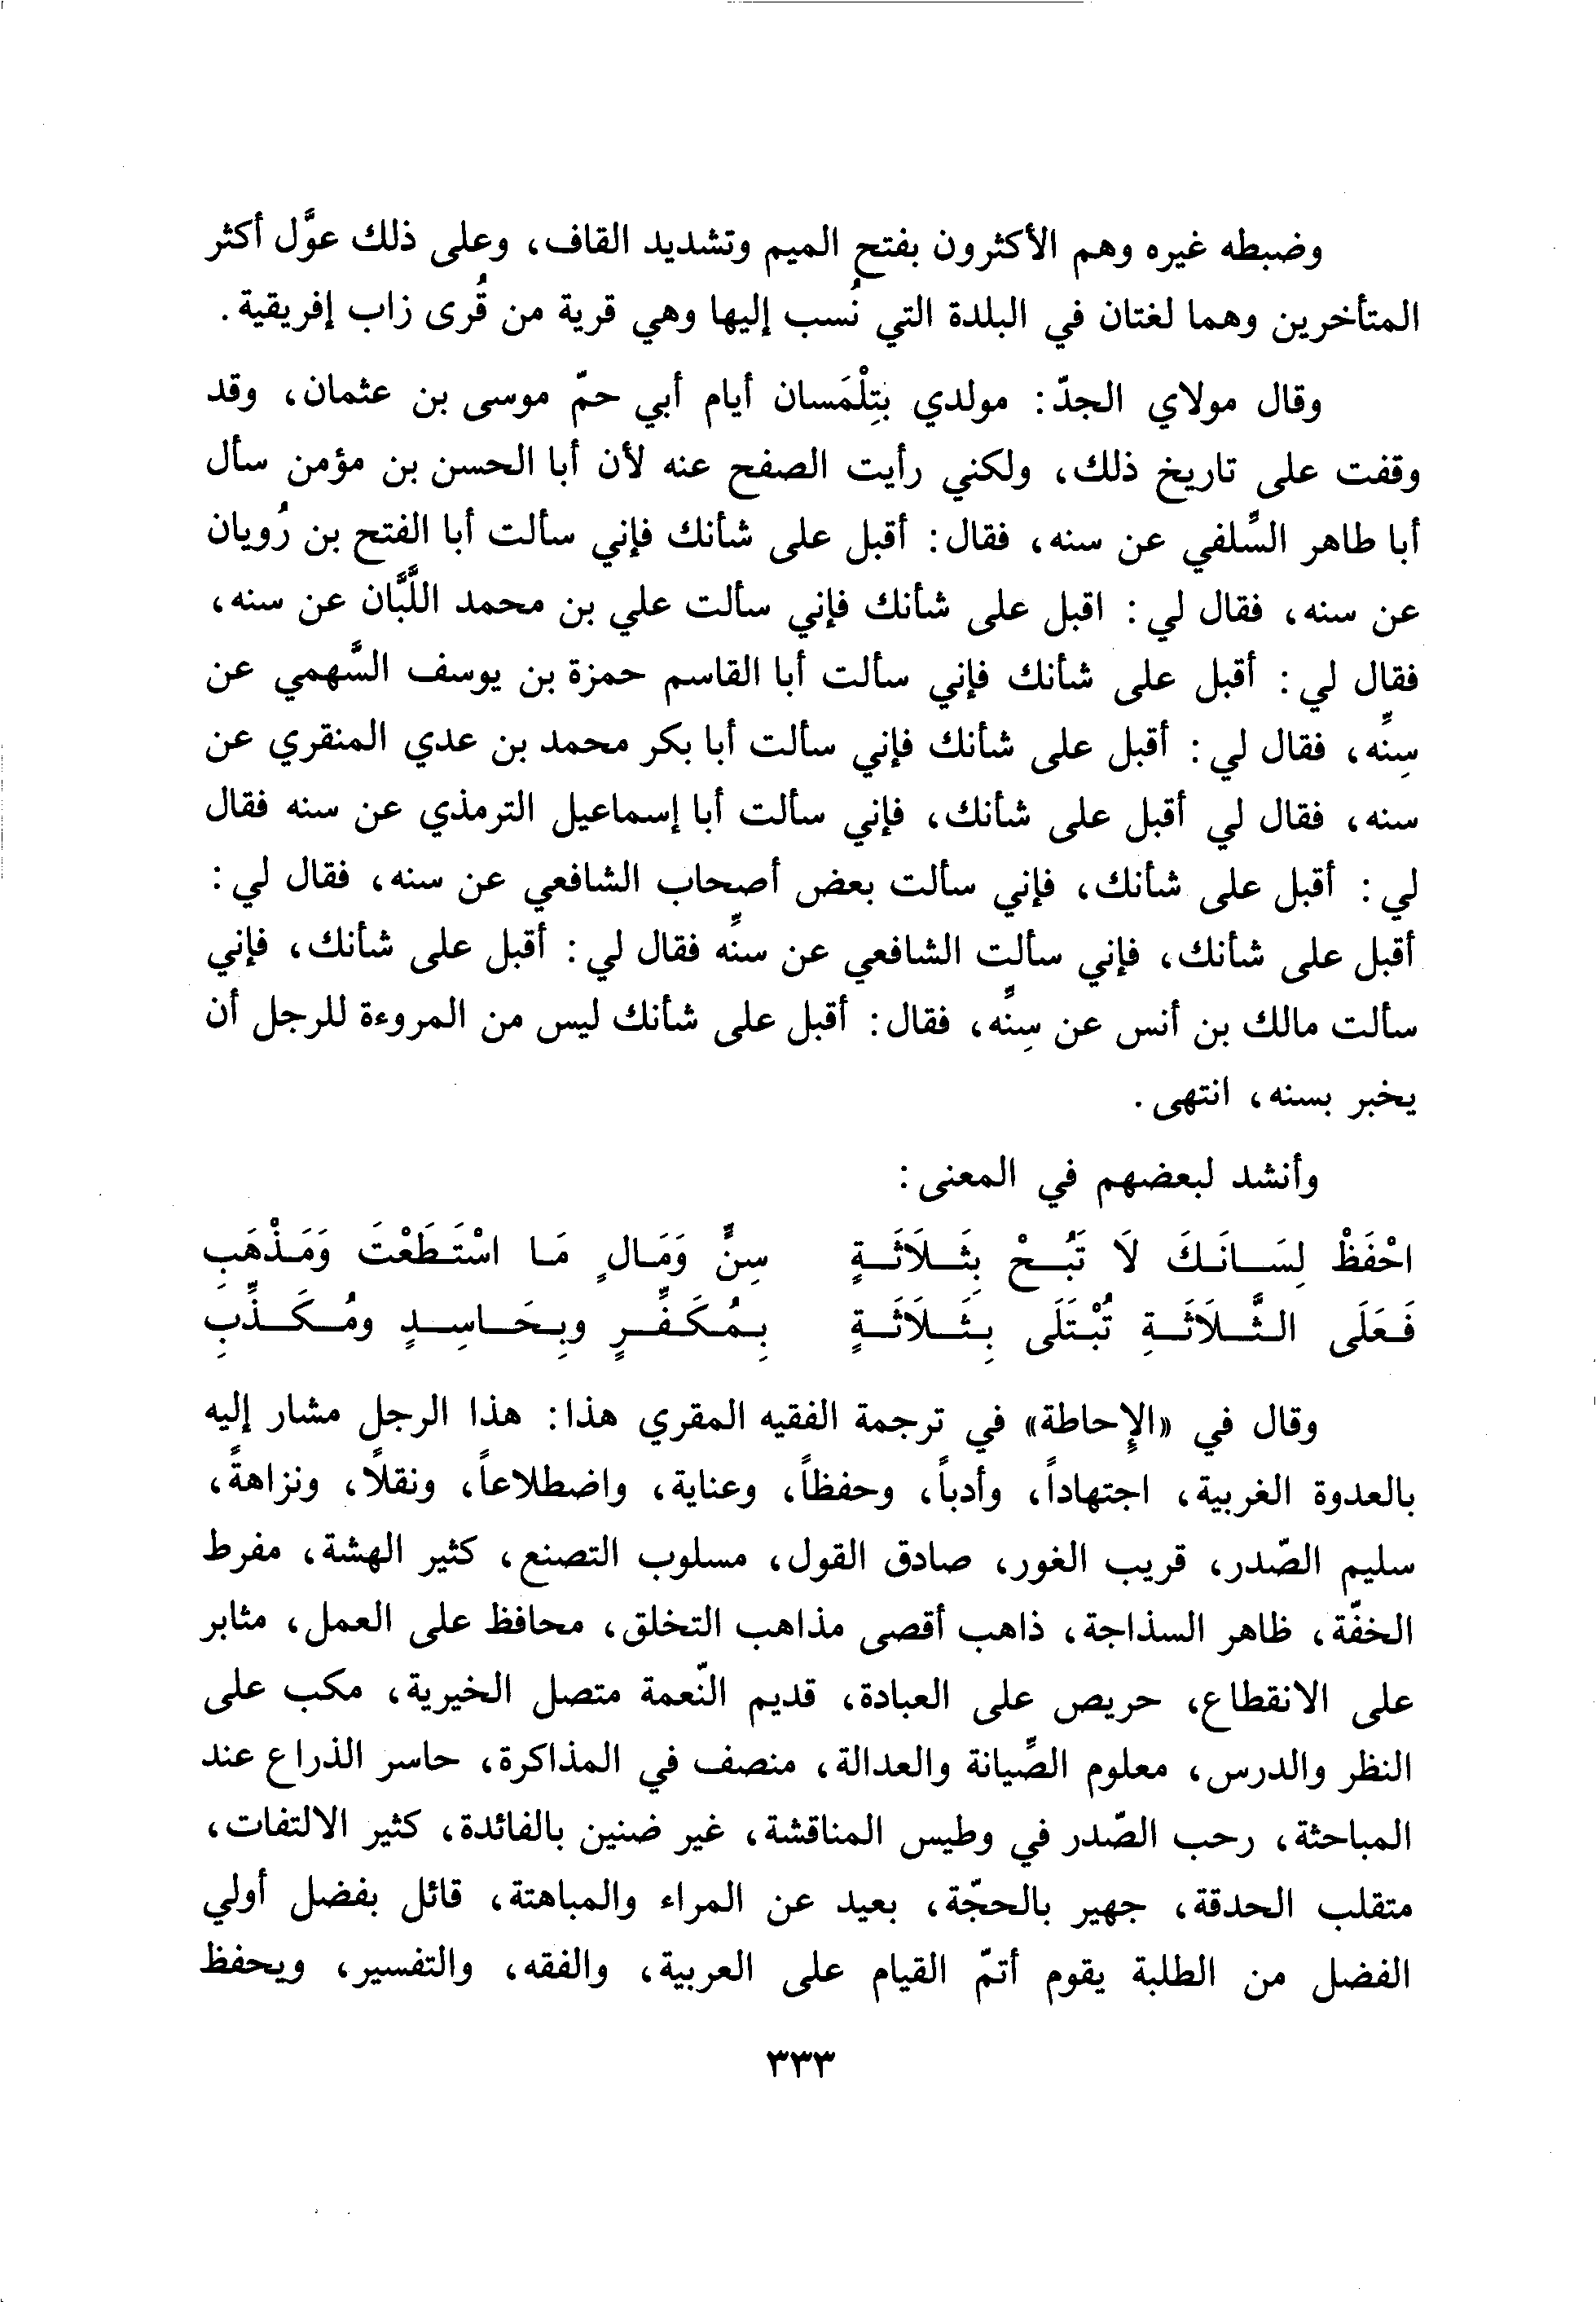 وضبطه غيره وهم الأكثرون بفتح الميم وتشديد القاف، وعلى ذلك عوَّل أكثر
المتأخرين وهما لغتان في البلدة التي نُسب إليها وهي قرية من قُرى زاب إفريقية.
وقال مولاي الجدّ: مولدي بَتِلْمَسان أيام أبي حمّ موسى بن عثمان، وقد
وقفت على تاريخ ذلك، ولكني رأيت الصفح عنه لأن أبا الحسن بن مؤمن سأل
أبا طاهر السِّلفي عن سنه، فقال: أقبل على شأنك فإني سألت أبا الفتح بن رُويان
عن سنه، فقال لي: اقبل على شأنك فإني سألت علي بن محمد اللَّبَّان عن سنه،
فقال لي: أقبل على شأنك فإني سألت أبا القاسم حمزة بن يوسف السَّهمي عن
سِنِّه، فقال لي: أقبل على شأنك فإني سألت أبا بكر محمد بن عدي المنقري عن
سنه، فقال لي أقبل على شأنك، فإني سألت أبا إسماعيل الترمذي عن سنه فقال
لي: أقبل على شأنك، فإني سألت بعض أصحاب الشافعي عن سنه، فقال لي:
أقبل على شأنك، فإني سألت الشافعي عن سنِّه فقال لي: أقبل على شأنك، فإني
سألت مالك بن أنس عن سِنِّه، فقال: أقبل على شأنك ليس من المروءة للرجل أن
يخبر بسنه، انتهى.
وأنشد لبعضهم في المعنى:
احْفَظْ لِسَانَكَ لَا تَبُحْ بِثَلَاثَةٍ سِنٍّ وَمَالٍ مَا اسْتَطَعْتَ وَمَذْهَبِ
فَعَلَى الثَّلَاثَةِ تُبْتَلَى بِثَلَاثَةٍ بِمُكَفِّرٍ وبِحَاسِدٍ ومُكَذِّبِ
وقال في «الإحاطة» في ترجمة الفقيه المقري هذا: هذا الرجل مشار إليه
بالعدوة الغربية، اجتهاداً، وأدباً، وحفظاً، وعناية، واضطلاعاً، ونقلًا، ونزاهةً،
سليم الصّدر، قريب الغور، صادق القول، مسلوب التصنع، كثير الهشة، مفرط
الخفّة، ظاهر السذاجة، ذاهب أقصى مذاهب التخلق، محافظ على العمل، مثابر
على الانقطاع، حريص على العبادة، قديم النّعمة متصل الخيرية، مكب على
النظر والدرس، معلوم الصِّيانة والعدالة، منصف في المذاكرة، حاسر الذراع عند
المباحثة، رحب الصّدر في وطيس المناقشة، غير ضنين بالفائدة، كثير الالتفات،
متقلب الحدقة، جهير بالحجّة، بعيد عن المراء والمباهتة، قائل بفضل أولي
الفضل من الطلبة يقوم أتمّ القيام على العربية، والفقه، والتفسير، ويحفظ
٣٣٣